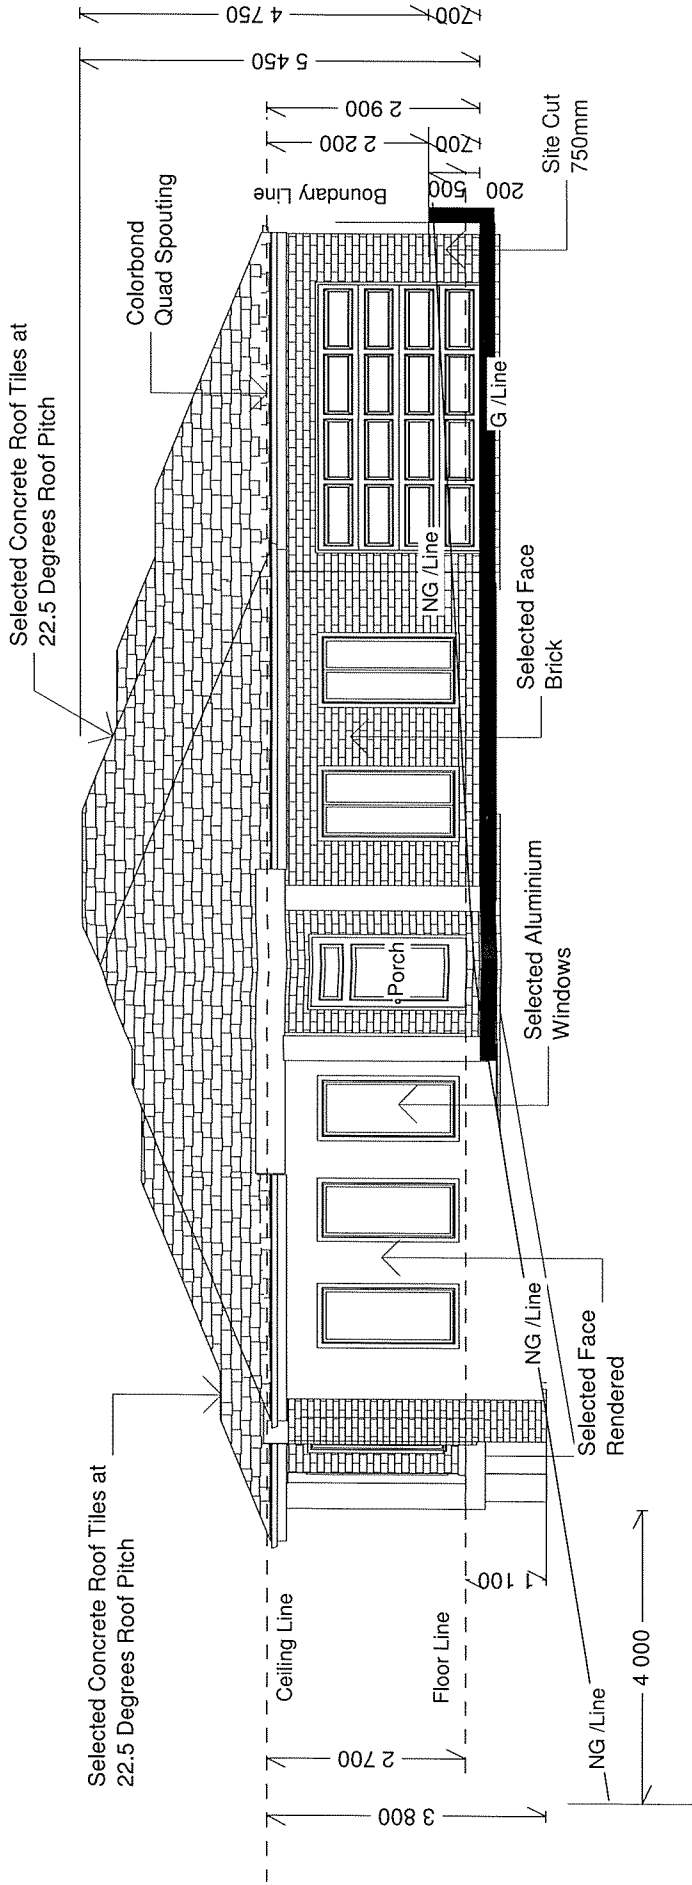 Selected Concrete Roof Tiles at
22.5 Degrees Roof Pitch
Selected Concrete Roof Tiles at
22.5 Degrees Roof Pitch
Colorbond
Quad Spouting
4 750
700
5 450
2 900
2 200
700
500
200
Boundary Line
Site Cut
750mm
Ceiling Line
Floor Line
2 700
3 800
1 100
4 000
NG /Line
NG /Line
NG /Line
G /Line
Porch
Selected Face
Rendered
Selected Aluminium
Windows
Selected Face
Brick